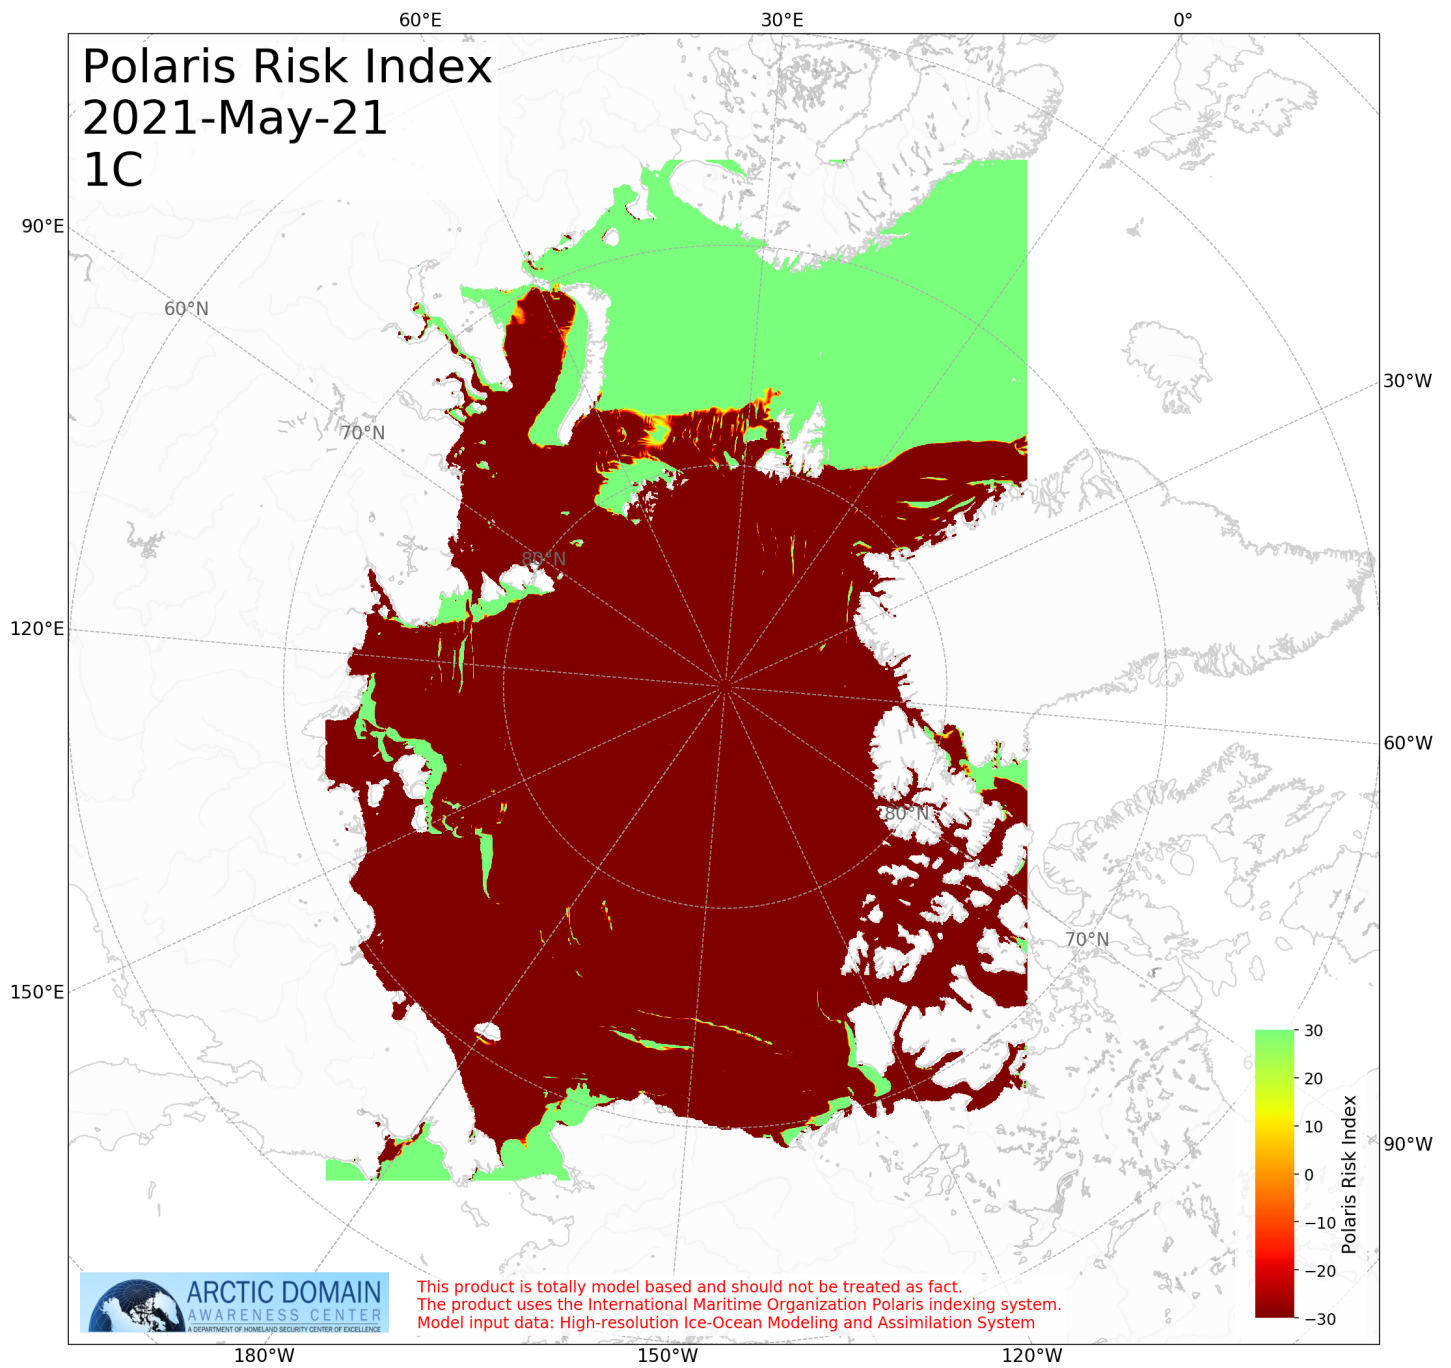 60°E 30°E 0°
Polaris Risk Index
2021-May-21
1C
90°E
60°N
30°W
70°N
80°N
120°E
60°W
80°N
70°N
150°E
30
20
10
0
−10
−20
−30
Polaris Risk Index
90°W
ARCTIC DOMAIN
AWARENESS CENTER
A DEPARTMENT OF HOMELAND SECURITY CENTER OF EXCELLENCE
This product is totally model based and should not be treated as fact.
The product uses the International Maritime Organization Polaris indexing system.
Model input data: High-resolution Ice-Ocean Modeling and Assimilation System
180°W 150°W 120°W